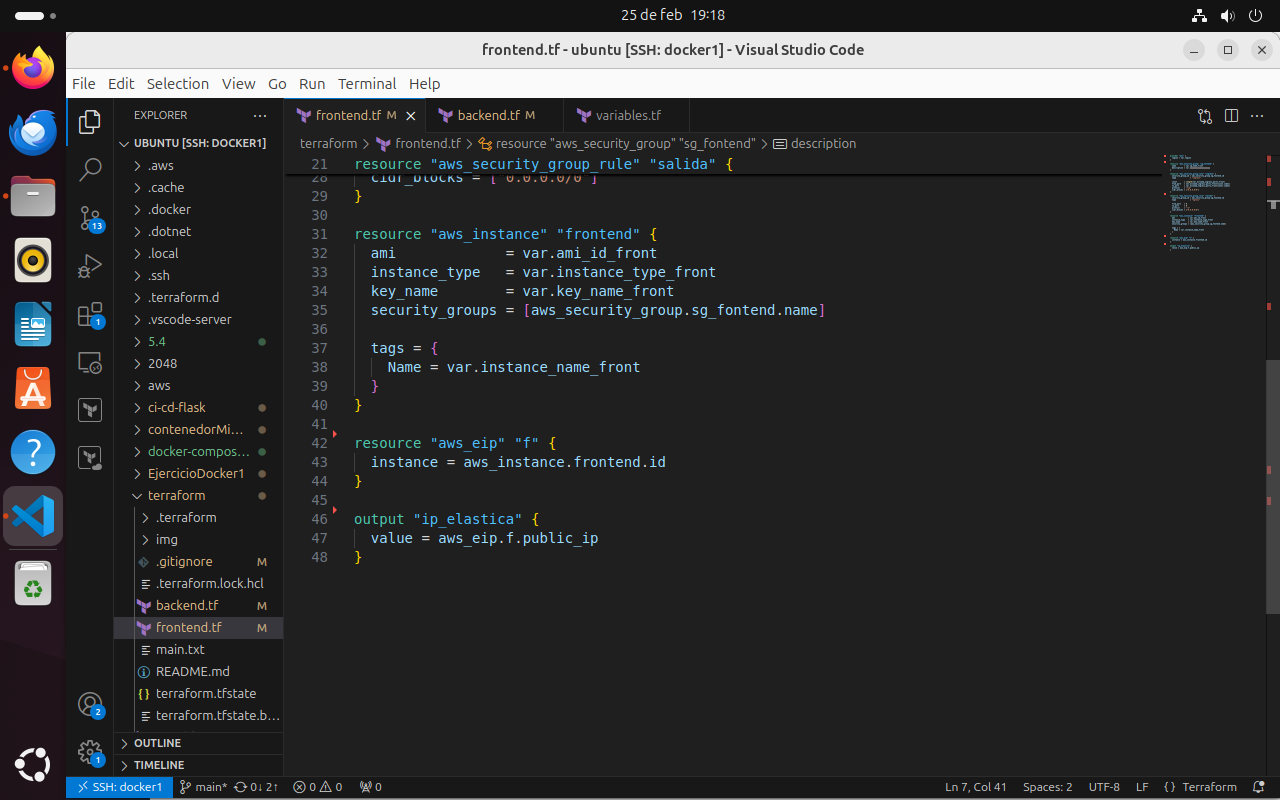 25 de feb 19:18
frontend.tf - ubuntu [SSH: docker1] - Visual Studio Code
File Edit Selection View Go Run Terminal Help
EXPLORER
frontend.tf M
backend.tf M
variables.tf
terraform > frontend.tf > resource "aws_security_group" "sg_fontend" > description
UBUNTU [SSH: DOCKER1]
.aws
.cache
.docker
.dotnet
.local
.ssh
.terraform.d
.vscode-server
5.4
2048
aws
ci-cd-flask
contenedorMi...
docker-compos...
EjercicioDocker1
terraform
.terraform
img
.gitignore M
.terraform.lock.hcl
backend.tf M
frontend.tf M
main.txt
README.md
terraform.tfstate
terraform.tfstate.b...
OUTLINE
TIMELINE
13
1
2
1
21 resource "aws_security_group_rule" "salida" {
28 cidr_blocks = ["0.0.0.0/0"]
29 }
30
31 resource "aws_instance" "frontend" {
32 ami = var.ami_id_front
33 instance_type = var.instance_type_front
34 key_name = var.key_name_front
35 security_groups = [aws_security_group.sg_fontend.name]
36
37 tags = {
38 Name = var.instance_name_front
39 }
40 }
41
42 resource "aws_eip" "f" {
43 instance = aws_instance.frontend.id
44 }
45
46 output "ip_elastica" {
47 value = aws_eip.f.public_ip
48 }
SSH: docker1 main* 0↓ 2↑ 0 0 0 Ln 7, Col 41 Spaces: 2 UTF-8 LF {} Terraform